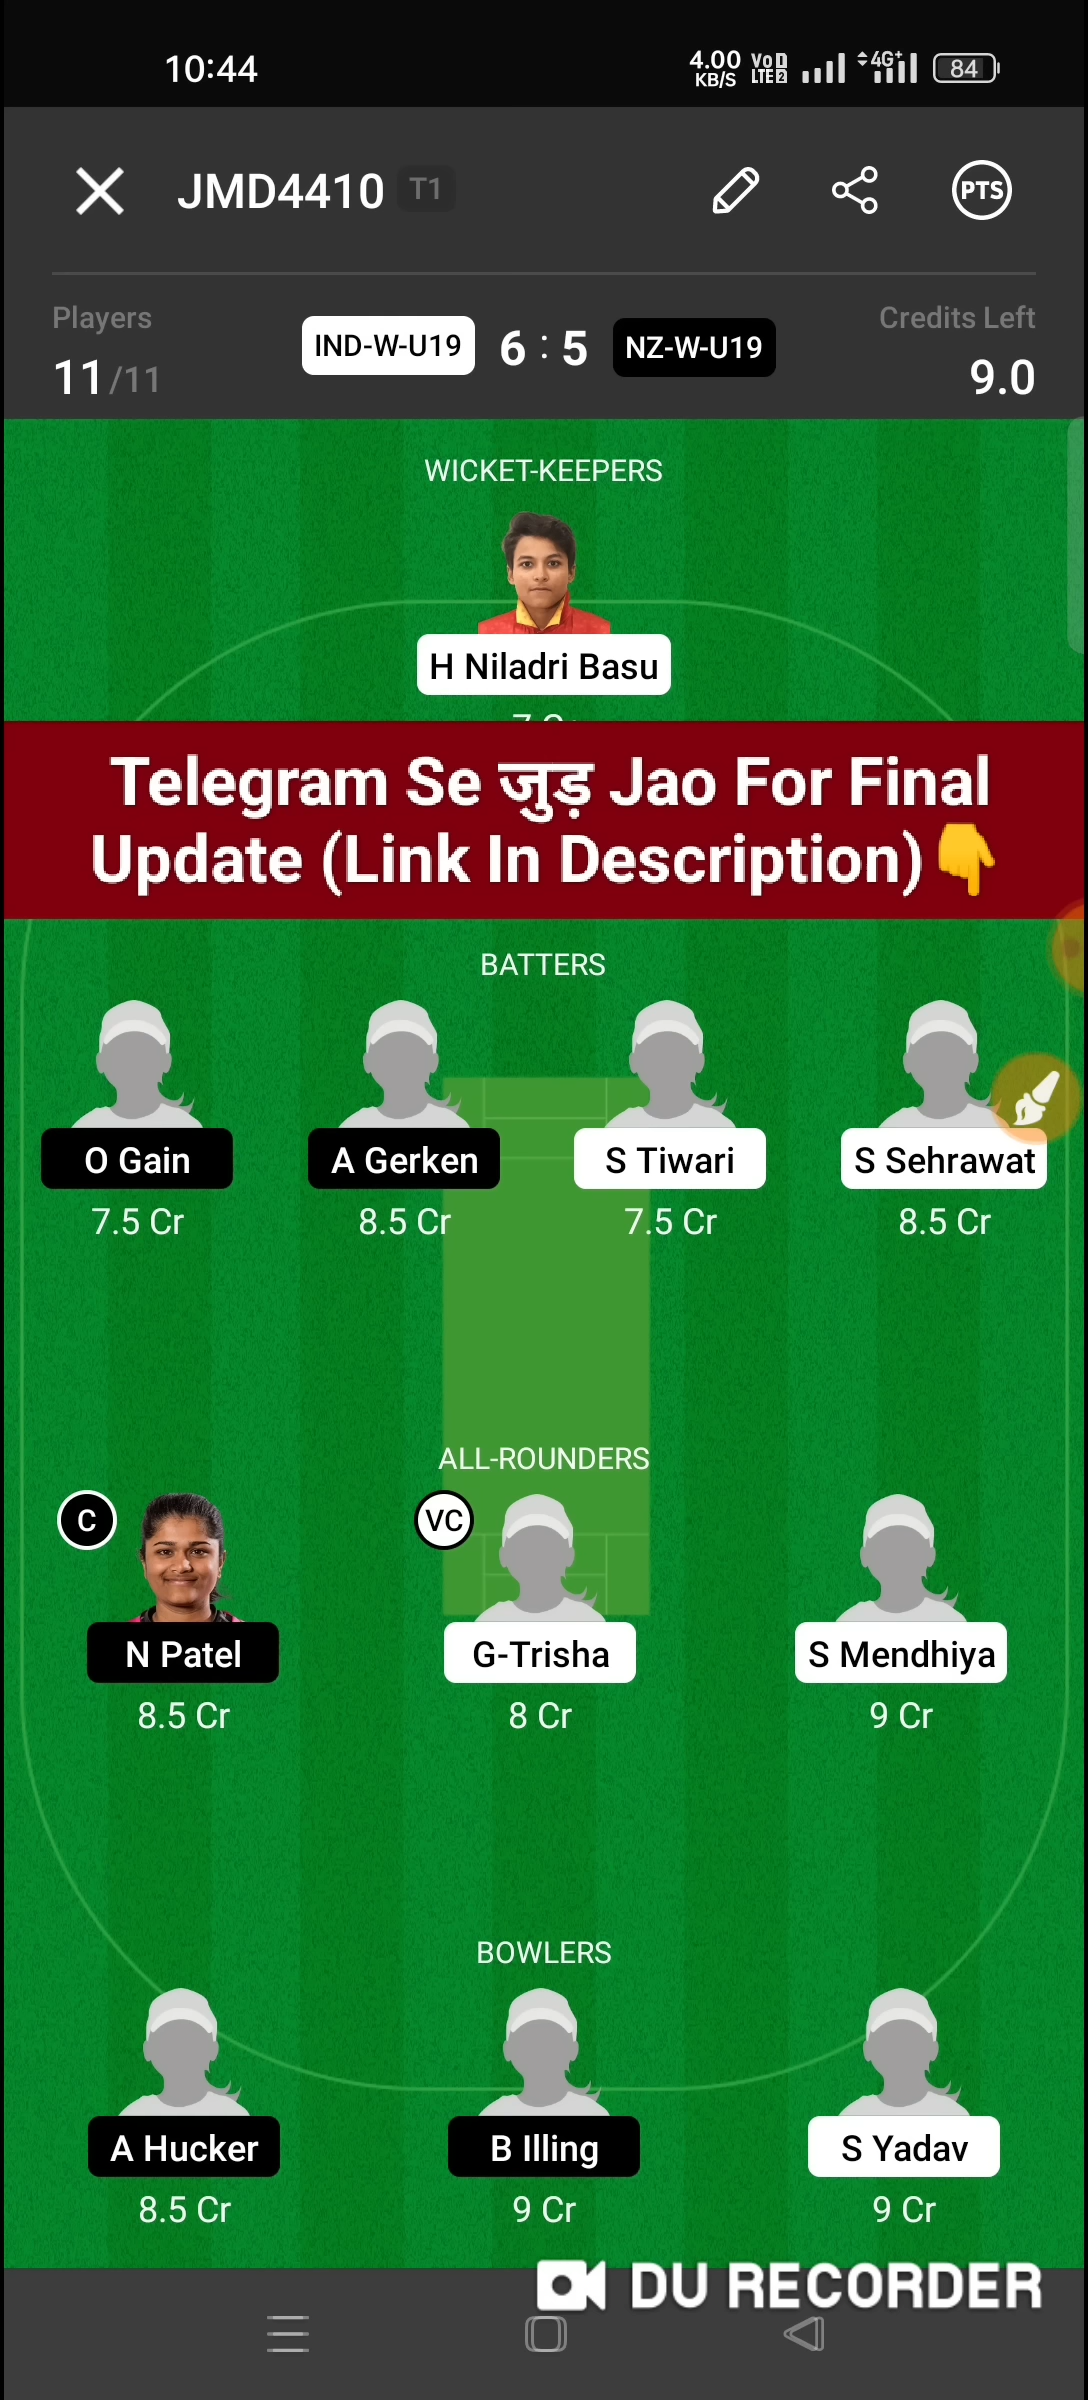 10:44
4.00 KB/S VoD LTE 2 4G+ 84
JMD4410 T1
PTS
Players
Credits Left
IND-W-U19 6 : 5 NZ-W-U19
11/11
9.0
WICKET-KEEPERS
H Niladri Basu
Telegram Se जुड़ Jao For Final
Update (Link In Description)👇
BATTERS
O Gain A Gerken S Tiwari S Sehrawat
7.5 Cr 8.5 Cr 7.5 Cr 8.5 Cr
ALL-ROUNDERS
C VC
N Patel G-Trisha S Mendhiya
8.5 Cr 8 Cr 9 Cr
BOWLERS
A Hucker B Illing S Yadav
8.5 Cr 9 Cr 9 Cr
DU RECORDER